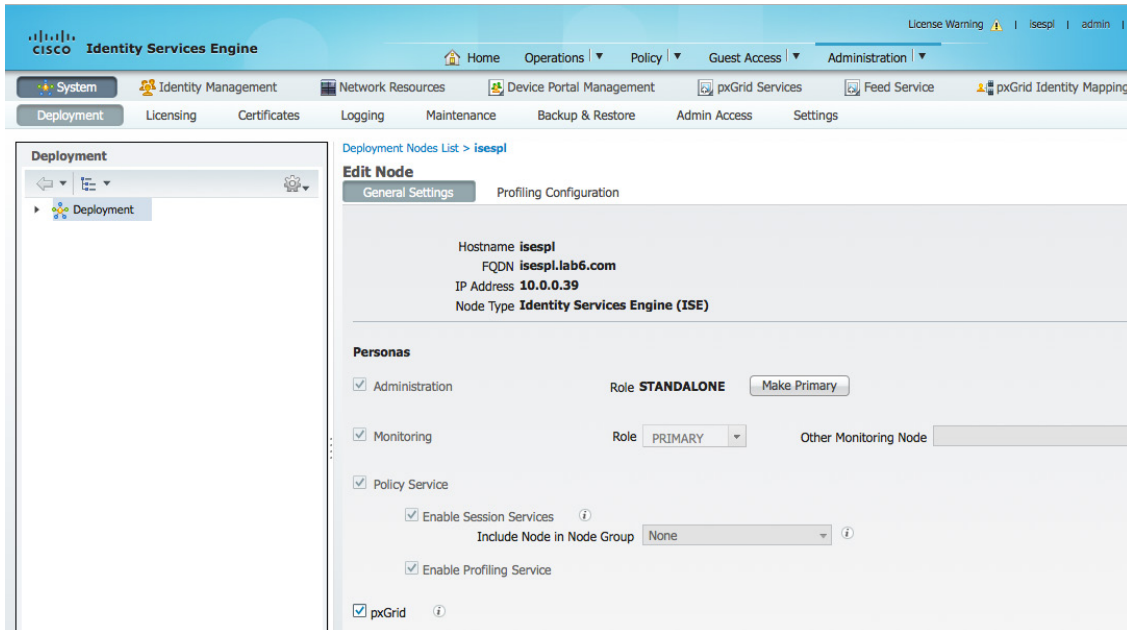 License Warning | isespl | admin |
cisco Identity Services Engine
Home Operations | Policy | Guest Access | Administration |
System Identity Management Network Resources Device Portal Management pxGrid Services Feed Service pxGrid Identity Mapping
Deployment Licensing Certificates Logging Maintenance Backup & Restore Admin Access Settings
Deployment
Deployment
Deployment Nodes List > isespl
Edit Node
General Settings Profiling Configuration
Hostname isespl
FQDN isespl.lab6.com
IP Address 10.0.0.39
Node Type Identity Services Engine (ISE)
Personas
Administration Role STANDALONE Make Primary
Monitoring Role PRIMARY Other Monitoring Node
Policy Service
Enable Session Services i
Include Node in Node Group None i
Enable Profiling Service
pxGrid i